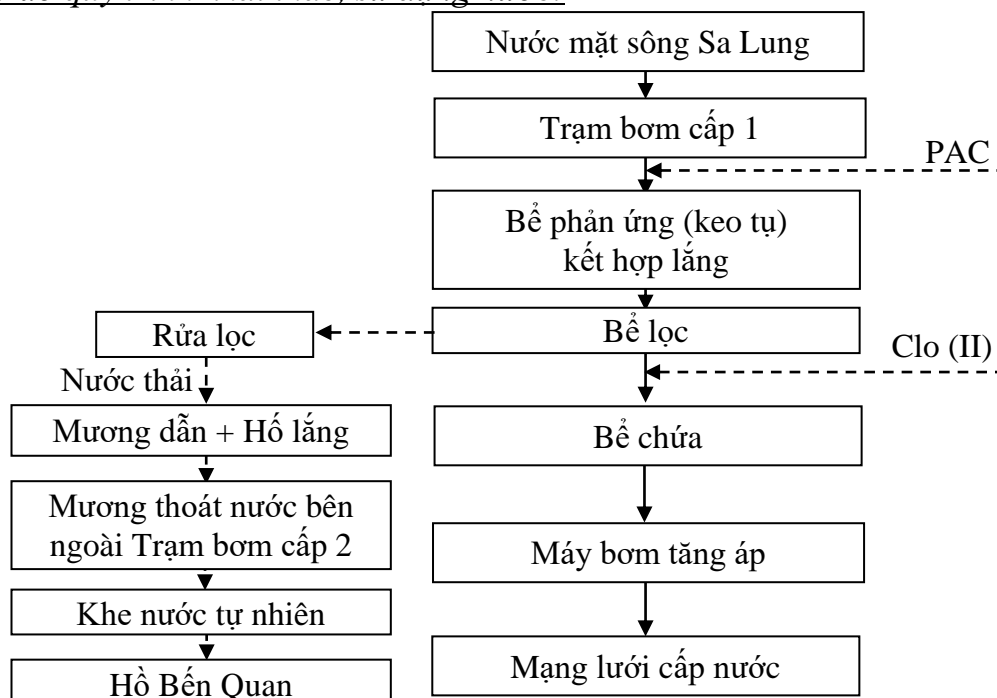 Nước mặt sông Sa Lung
Trạm bơm cấp 1
PAC
Bể phản ứng (keo tụ)
kết hợp lắng
Bể lọc
Rửa lọc
Clo (II)
Nước thải
Mương dẫn + Hố lắng
Bể chứa
Mương thoát nước bên
ngoài Trạm bơm cấp 2
Máy bơm tăng áp
Khe nước tự nhiên
Mạng lưới cấp nước
Hồ Bến Quan